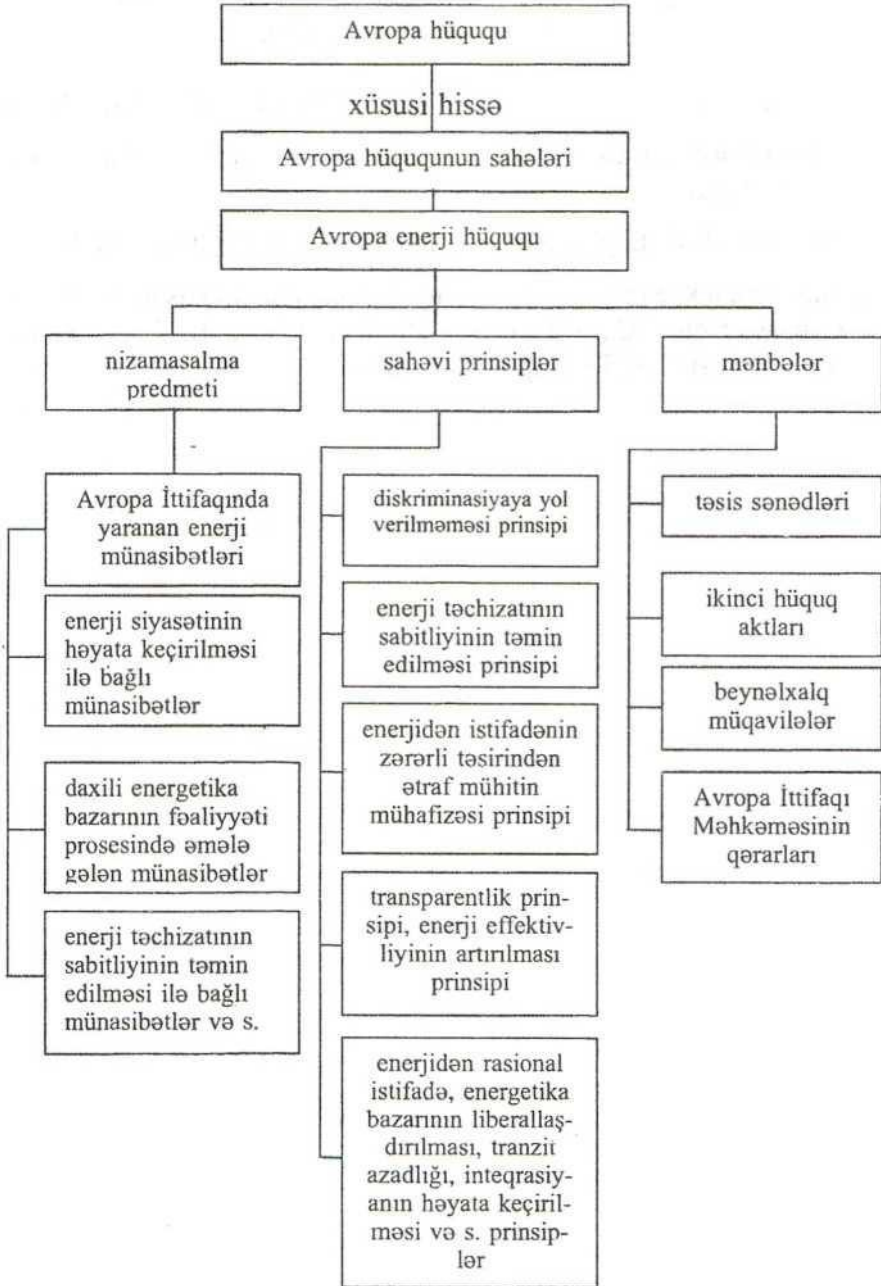 Avropa hüququ
xüsusi hissə
Avropa hüququnun sahələri
Avropa enerji hüququ
nizamasalma
predmeti
Avropa İttifaqında
yaranan enerji
münasibətləri
enerji siyasətinin
həyata keçirilməsi
ilə bağlı
münasibətlər
daxili energetika
bazarının fəaliyyəti
prosesində əmələ
gələn münasibətlər
enerji təchizatının
sabitliyinin təmin
edilməsi ilə bağlı
münasibətlər və s.
sahəvi prinsiplər
diskriminasiyaya yol
verilməməsi prinsipi
enerji təchizatının
sabitliyinin təmin
edilməsi prinsipi
enerjidən istifadənin
zərərli təsirindən
ətraf mühitin
mühafizəsi prinsipi
transparentlik prin-
sipi, enerji effektiv-
liyinin artırılması
prinsipi
enerjidən rasional
istifadə, energetika
bazarının liberallaş-
dırılması, tranzit
azadlığı, inteqrasiy-
anın həyata keçiril-
məsi və s. prinsip-
lər
mənbələr
təsis sənədləri
ikinci hüquq
aktları
beynəlxalq
müqavilələr
Avropa İttifaqı
Məhkəməsinin
qərarları